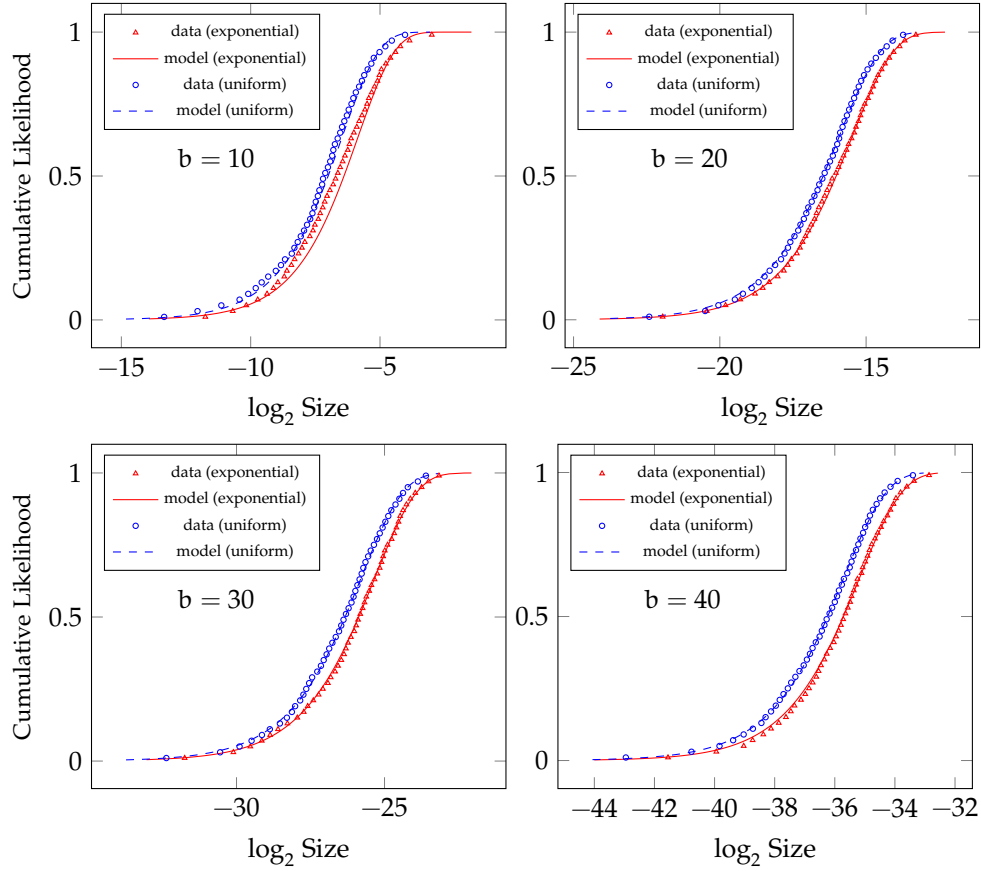 Cumulative Likelihood
1
0.5
0
data (exponential)
model (exponential)
data (uniform)
model (uniform)
b = 10
−15
−10
−5
log₂ Size
1
0.5
0
data (exponential)
model (exponential)
data (uniform)
model (uniform)
b = 20
−25
−20
−15
log₂ Size
Cumulative Likelihood
1
0.5
0
data (exponential)
model (exponential)
data (uniform)
model (uniform)
b = 30
−30
−25
log₂ Size
1
0.5
0
data (exponential)
model (exponential)
data (uniform)
model (uniform)
b = 40
−44
−42
−40
−38
−36
−34
−32
log₂ Size